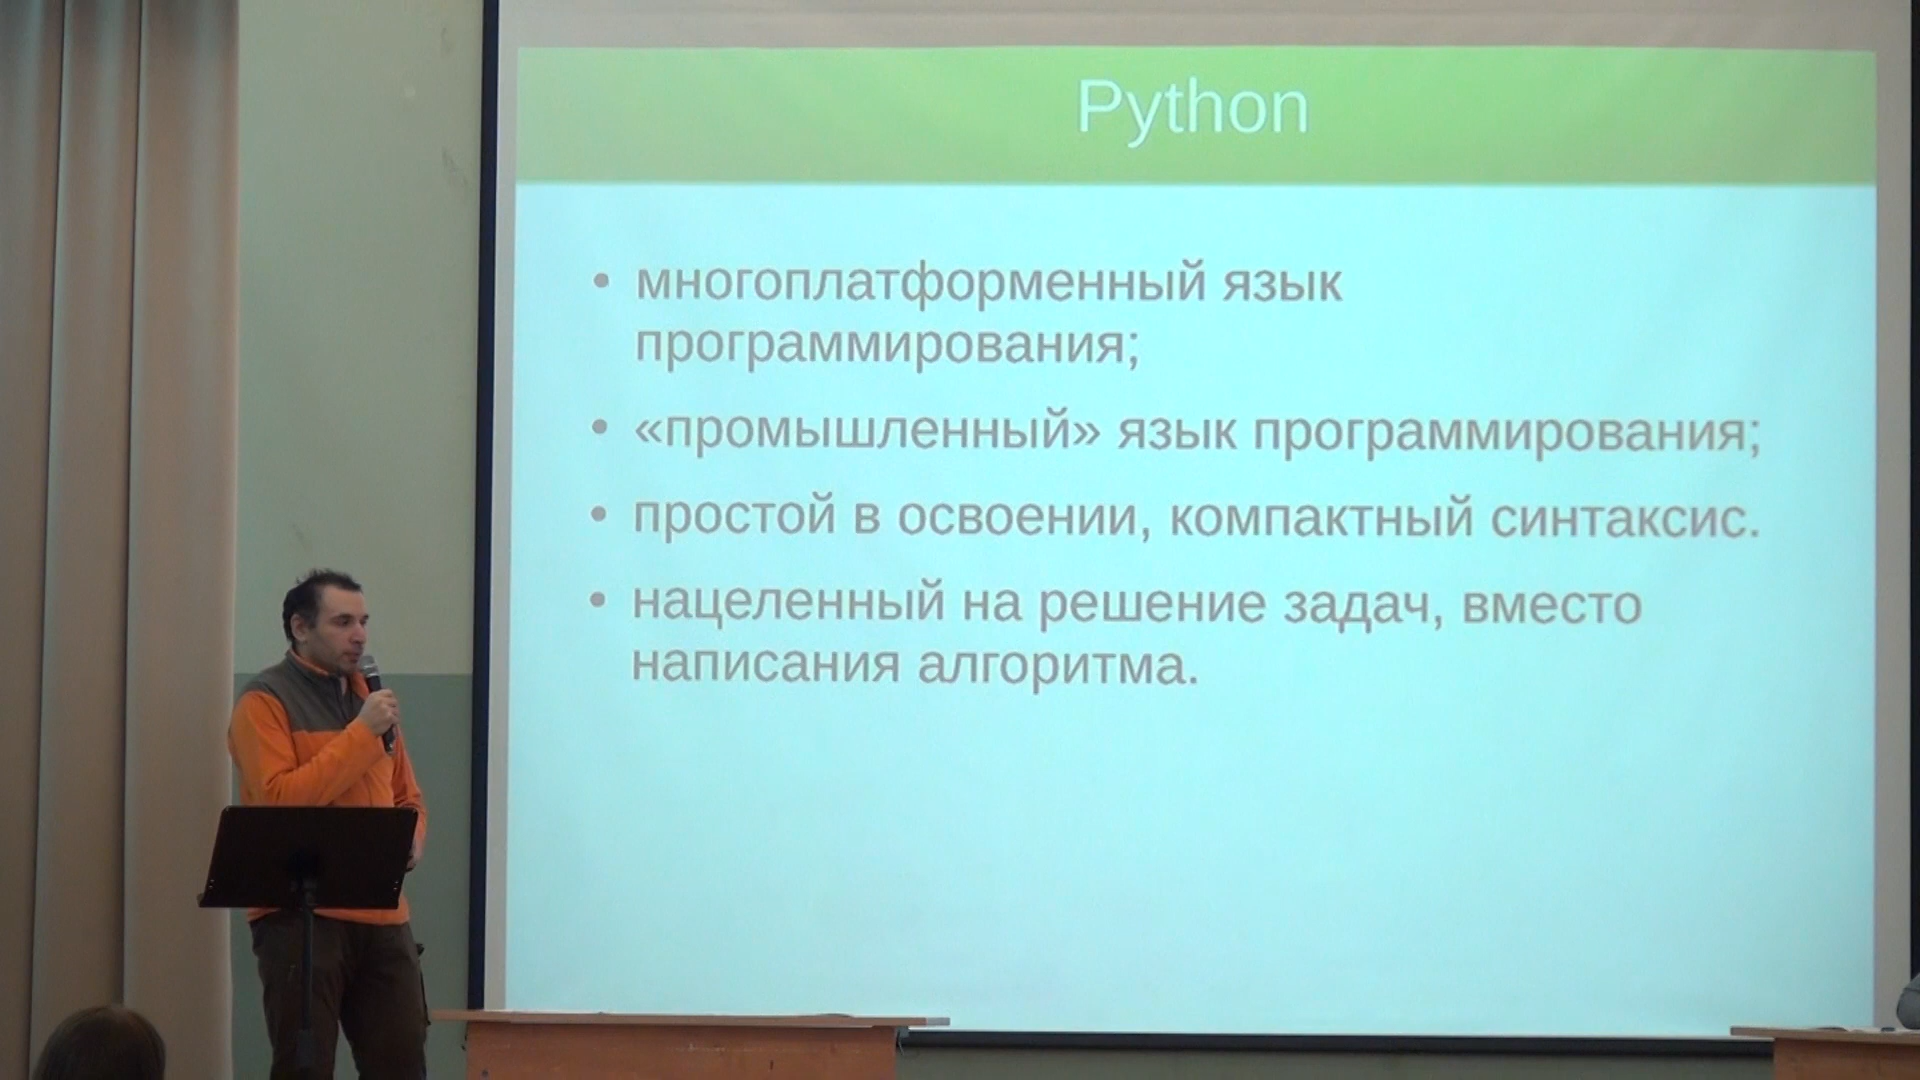 Python
• многоплатформенный язык
программирования;
• «промышленный» язык программирования;
• простой в освоении, компактный синтаксис.
• нацеленный на решение задач, вместо
написания алгоритма.